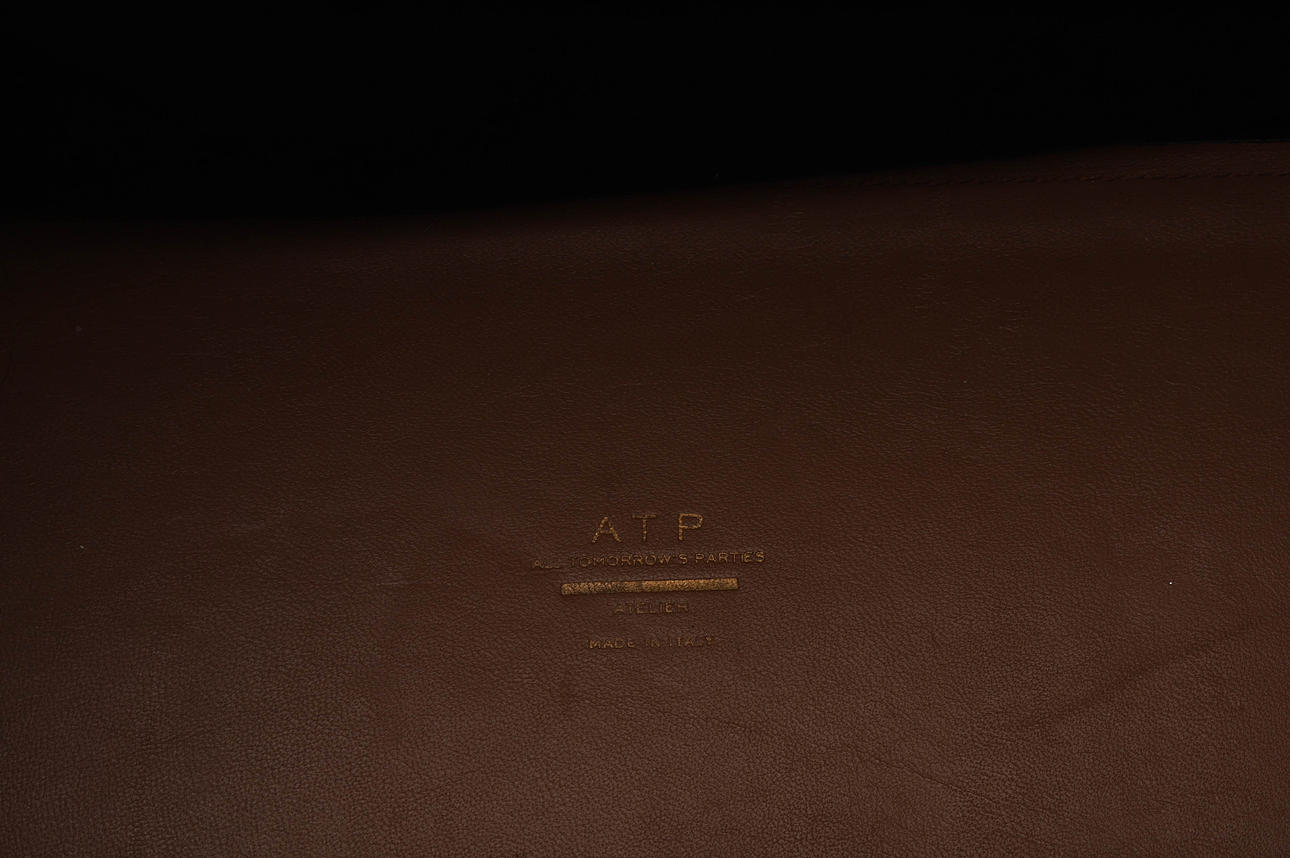 ATP
ALL TOMORROW'S PARTIES
ATELIER
MADE IN ITALY